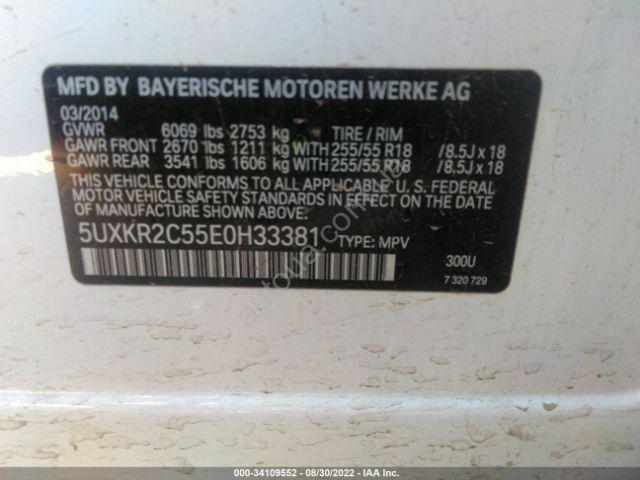 MFD BY BAYERISCHE MOTOREN WERKE AG
03/2014
GVWR 6069 lbs 2753 kg TIRE / RIM
GAWR FRONT 2670 lbs 1211 kg WITH 255/55 R18 /8.5J x 18
GAWR REAR 3541 lbs 1606 kg WITH 255/55 R18 /8.5J x 18
THIS VEHICLE CONFORMS TO ALL APPLICABLE U. S. FEDERAL
MOTOR VEHICLE SAFETY STANDARDS IN EFFECT ON THE
DATE OF MANUFACTURE SHOWN ABOVE.
5UXKR2C55E0H33381 TYPE: MPV
300U
7 320 729
autoua.com
000-34109552 - 08/30/2022 - IAA Inc.